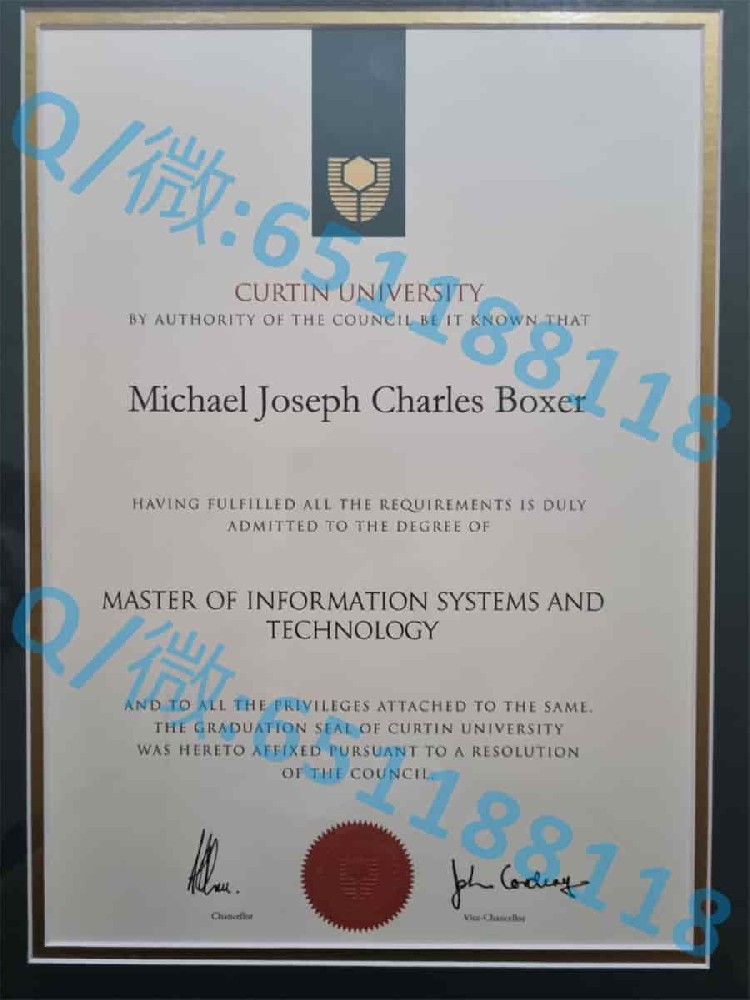 CURTIN UNIVERSITY
BY AUTHORITY OF THE COUNCIL BE IT KNOWN THAT
Michael Joseph Charles Boxer
HAVING FULFILLED ALL THE REQUIREMENTS IS DULY
ADMITTED TO THE DEGREE OF
MASTER OF INFORMATION SYSTEMS AND
TECHNOLOGY
AND TO ALL THE PRIVILEGES ATTACHED TO THE SAME.
THE GRADUATION SEAL OF CURTIN UNIVERSITY
WAS HERETO AFFIXED PURSUANT TO A RESOLUTION
OF THE COUNCIL.
Chancellor
Vice-Chancellor
Q/微:651188118
Q/微:651188118